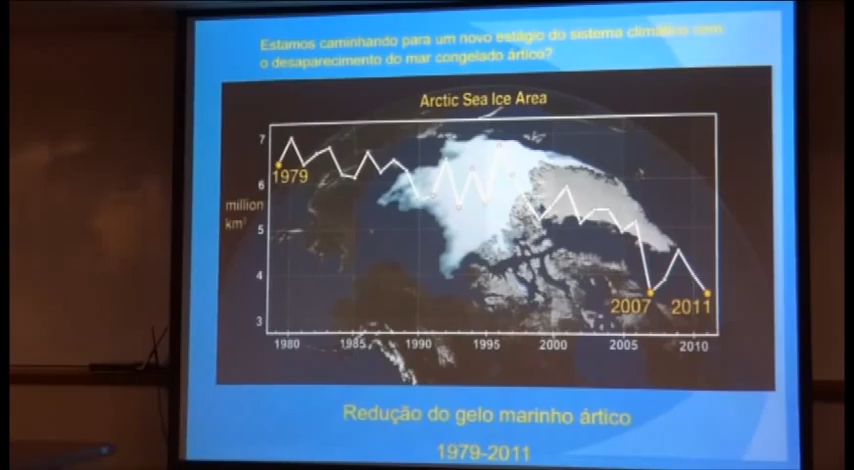 Estamos caminhando para um novo estágio do sistema climático com
o desaparecimento do mar congelado ártico?
Arctic Sea Ice Area
7
1979
6
million
km²
5
4
2007 2011
3
1980 1985 1990 1995 2000 2005 2010
Redução do gelo marinho ártico
1979-2011